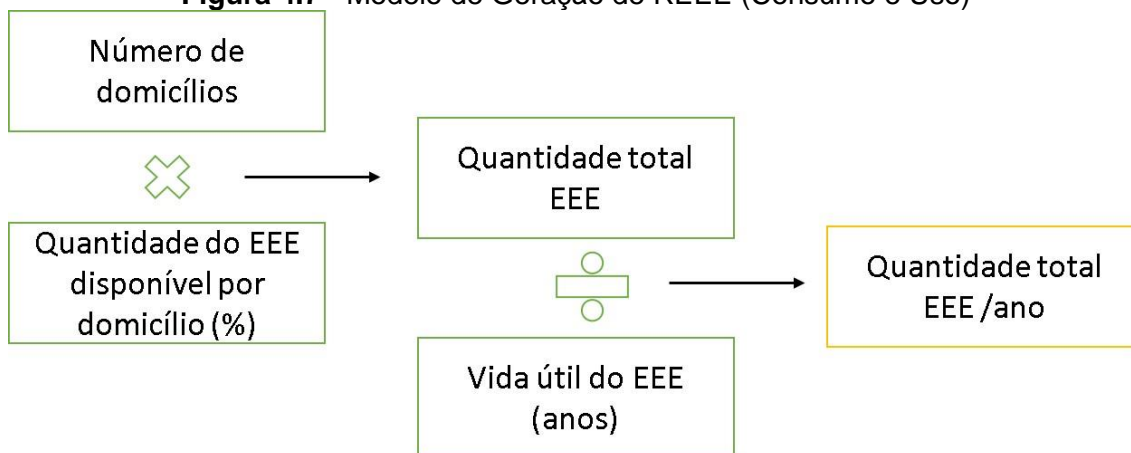 Modelo de Geração de REEE (Consumo e Uso)
Número de
domicílios
Quantidade do EEE
disponível por
domicílio (%)
Quantidade total
EEE
Vida útil do EEE
(anos)
Quantidade total
EEE /ano